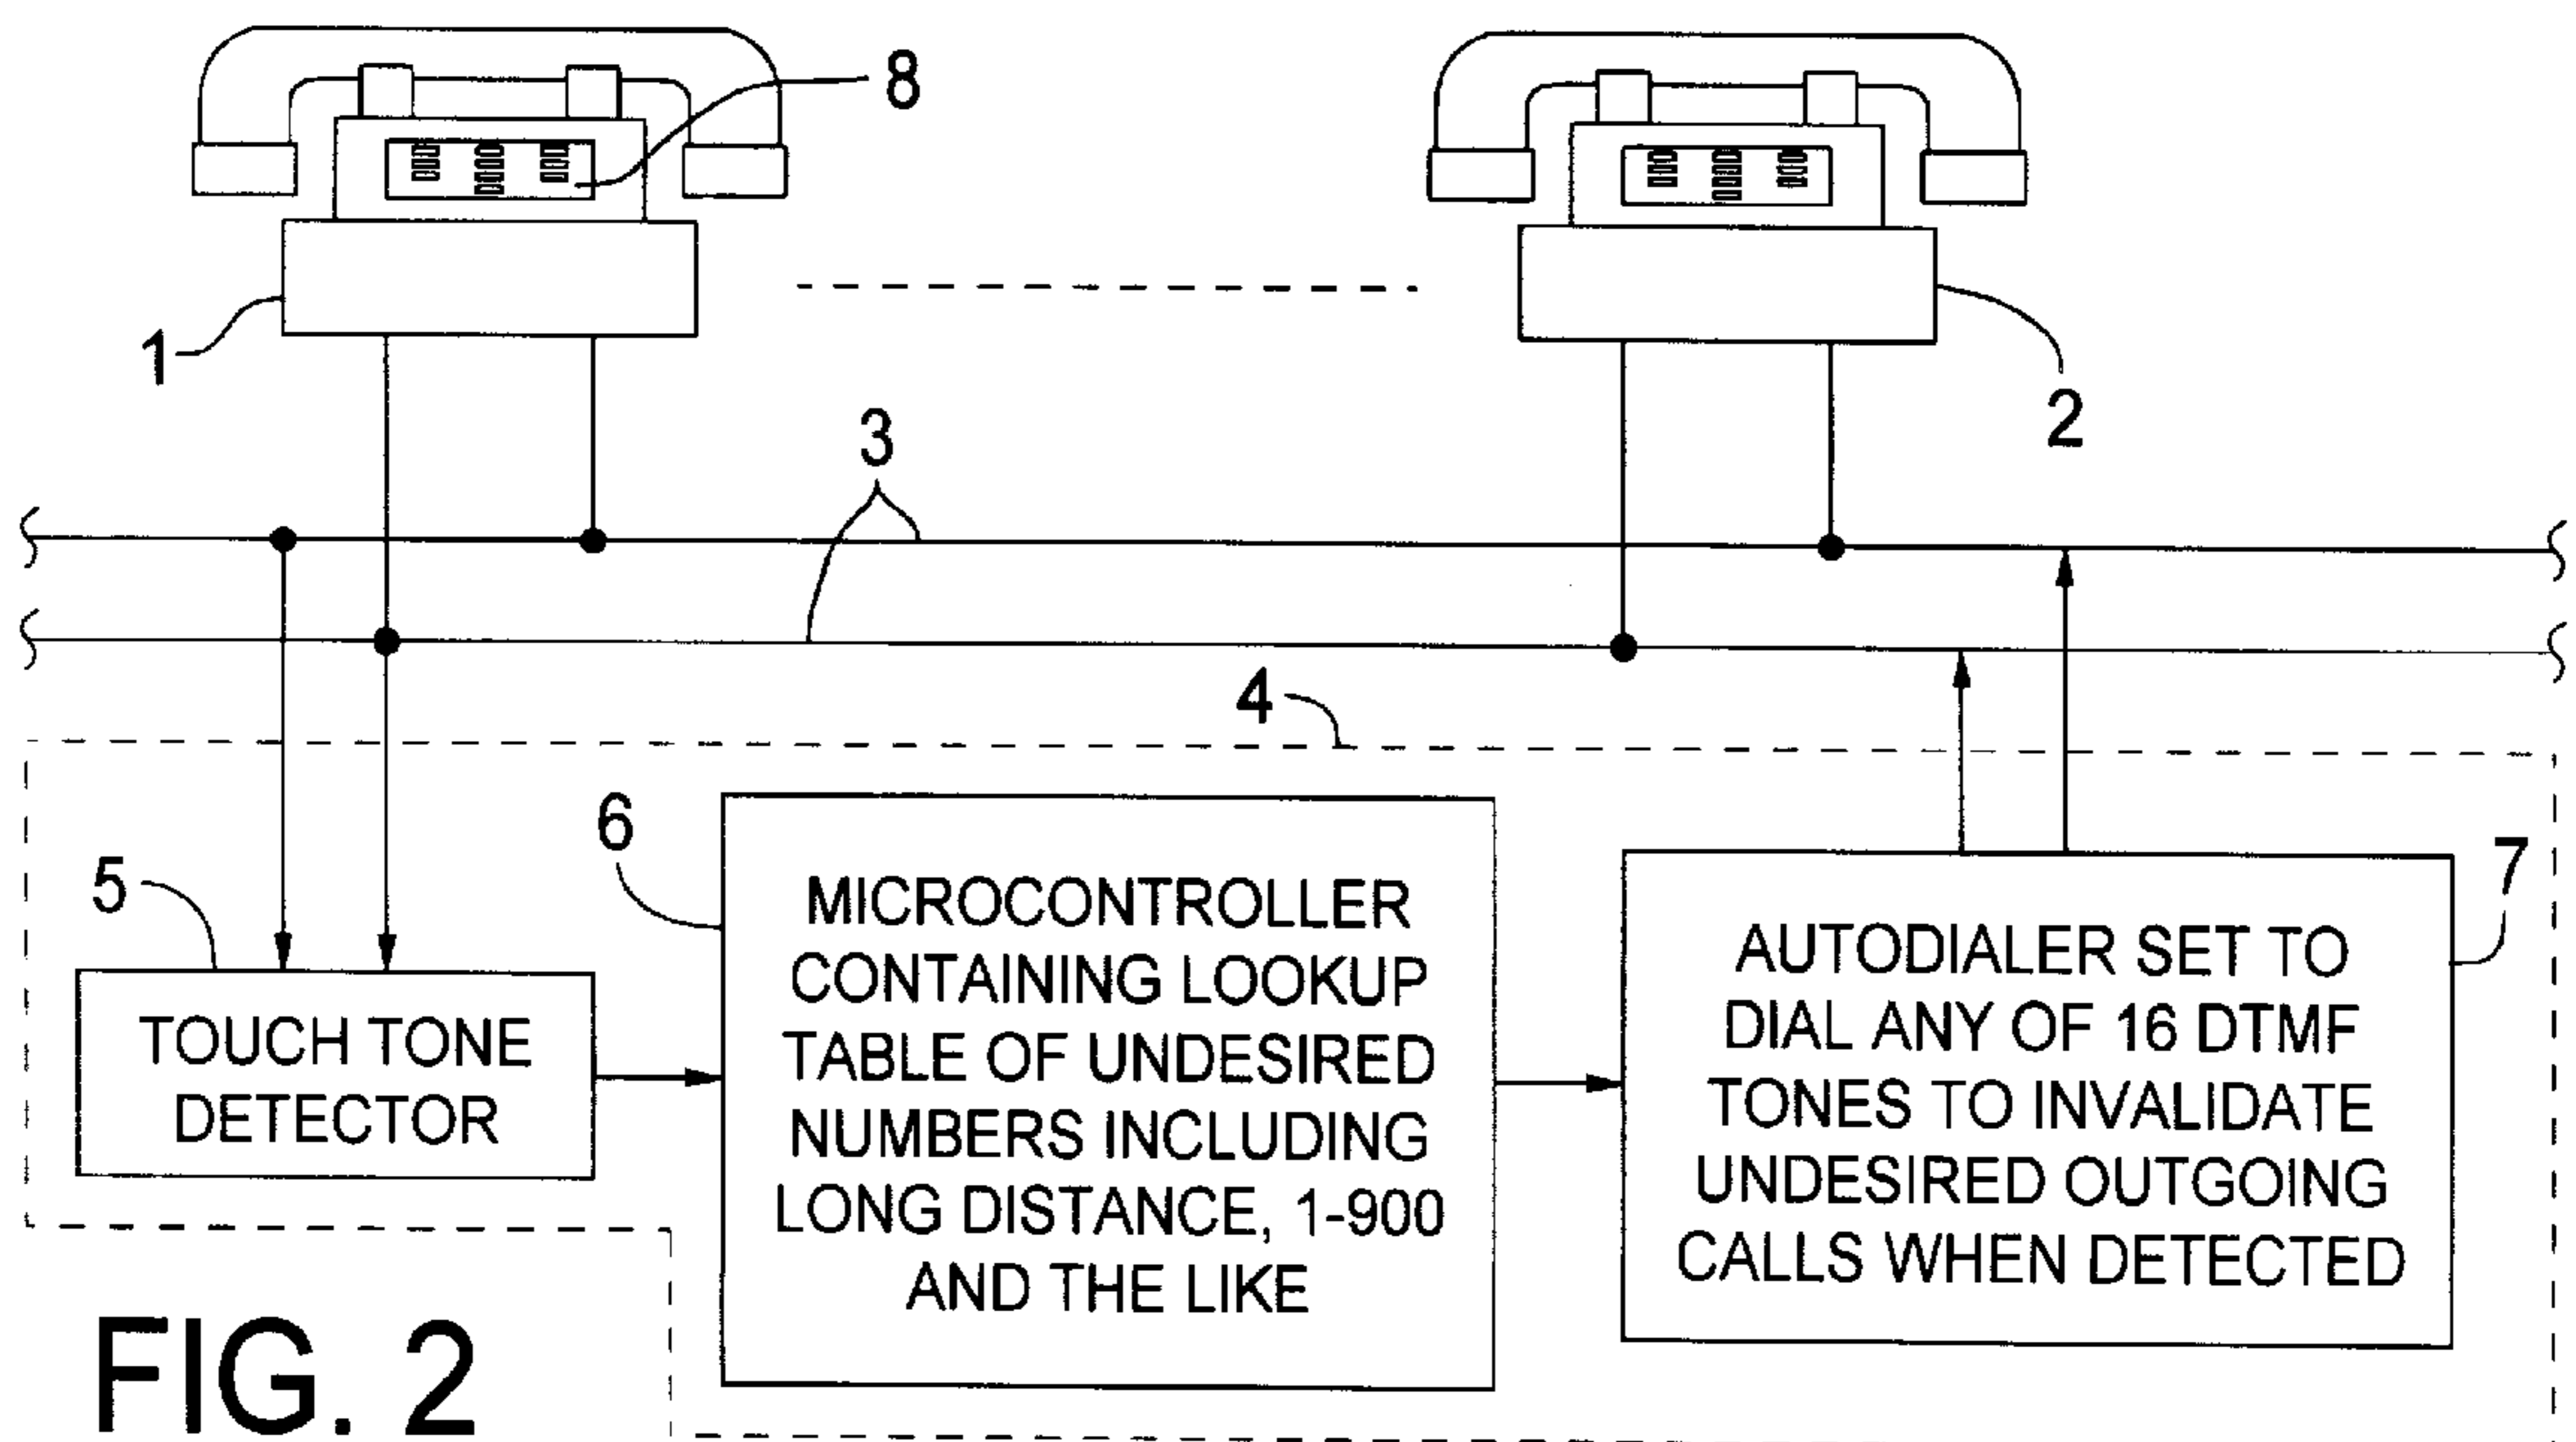 8
1
2
3
4
5
6
7
TOUCH TONE
DETECTOR
MICROCONTROLLER
CONTAINING LOOKUP
TABLE OF UNDESIRED
NUMBERS INCLUDING
LONG DISTANCE, 1-900
AND THE LIKE
AUTODIALER SET TO
DIAL ANY OF 16 DTMF
TONES TO INVALIDATE
UNDESIRED OUTGOING
CALLS WHEN DETECTED
FIG. 2